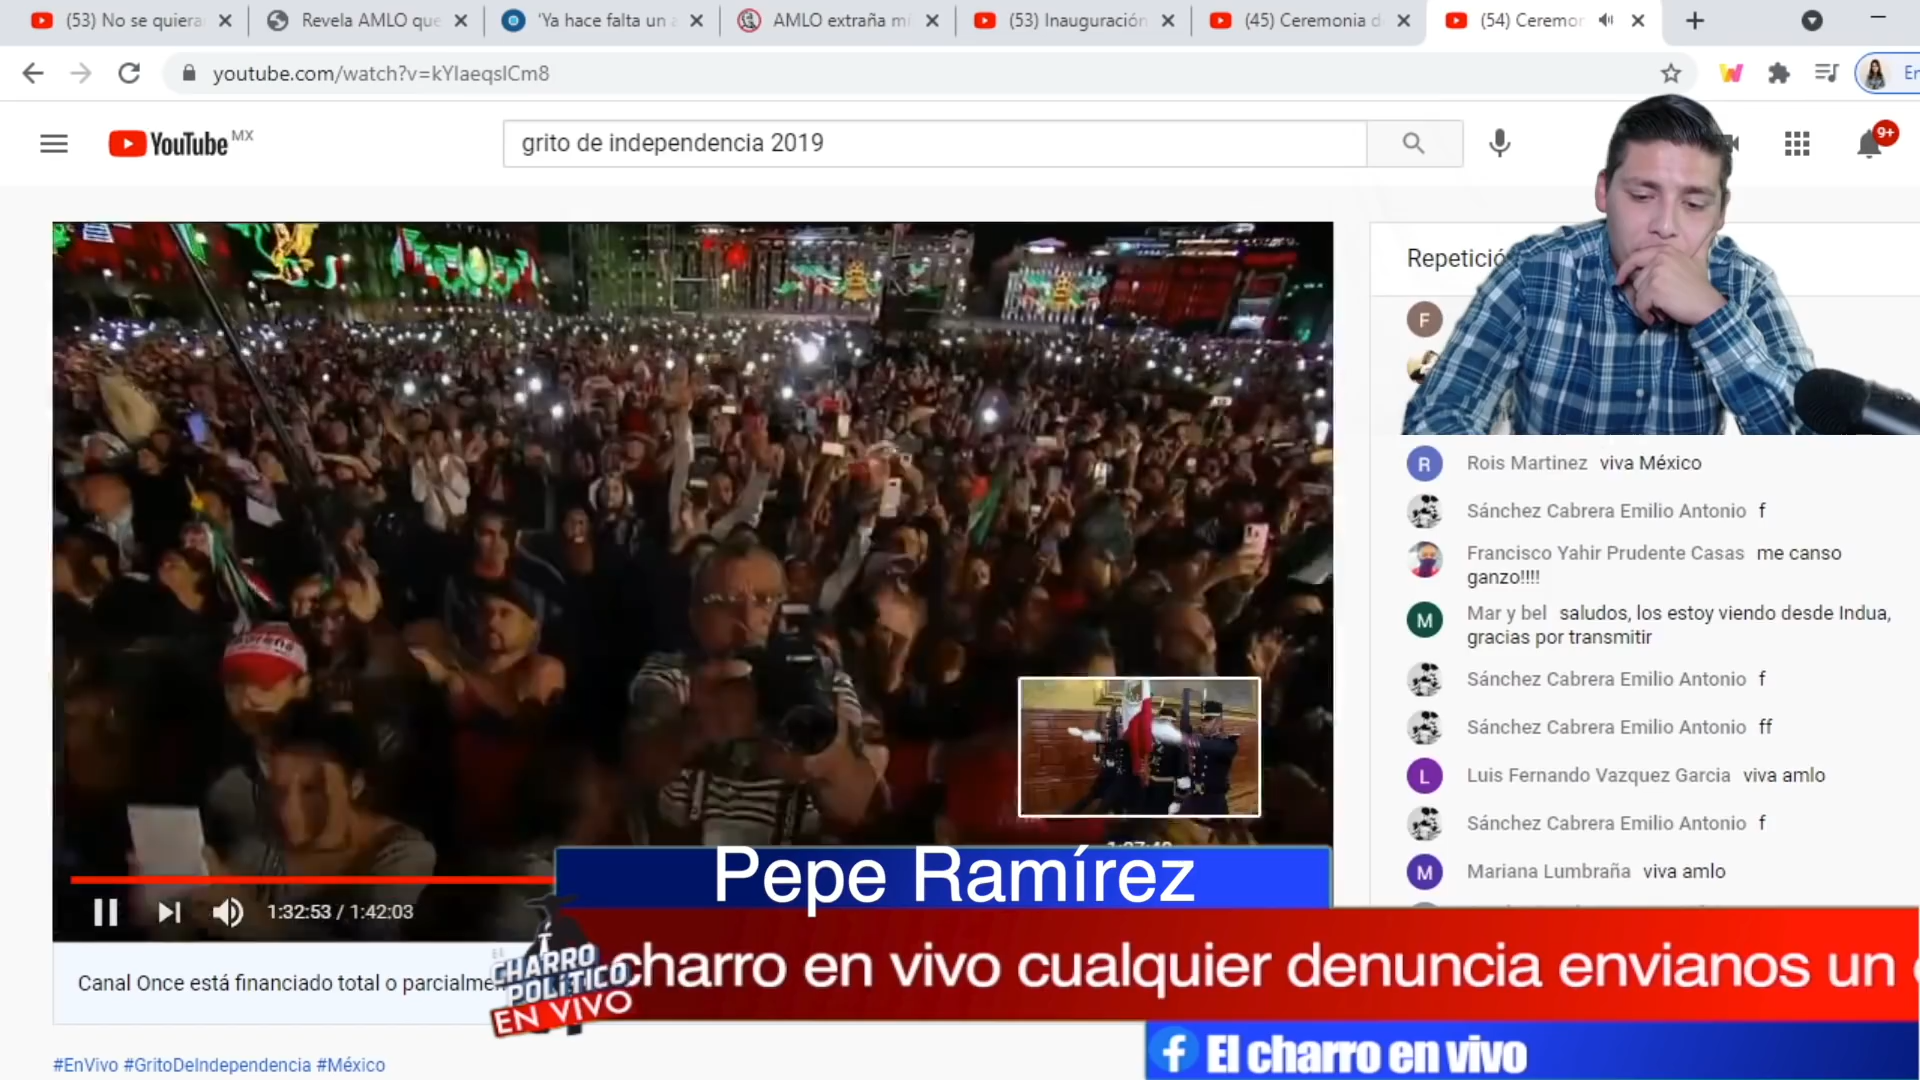 (53) No se quiera
Revela AMLO que
'Ya hace falta un a
AMLO extraña mi
(53) Inauguración
(45) Ceremonia d
(54) Ceremor
youtube.com/watch?v=kYIaeqsICm8
YouTube MX
grito de independencia 2019
9+
Repetició
F
R Rois Martinez viva México
Sánchez Cabrera Emilio Antonio f
Francisco Yahir Prudente Casas me canso
ganzo!!!!
M Mar y bel saludos, los estoy viendo desde Indua,
gracias por transmitir
Sánchez Cabrera Emilio Antonio f
Sánchez Cabrera Emilio Antonio ff
L Luis Fernando Vazquez Garcia viva amlo
Sánchez Cabrera Emilio Antonio f
M Mariana Lumbraña viva amlo
morena
Pepe Ramírez
1:32:53 / 1:42:03
Canal Once está financiado total o parcialme
EL CHARRO
POLÍTICO
EN VIVO
charro en vivo cualquier denuncia envianos un
El charro en vivo
#EnVivo #GritoDeIndependencia #México